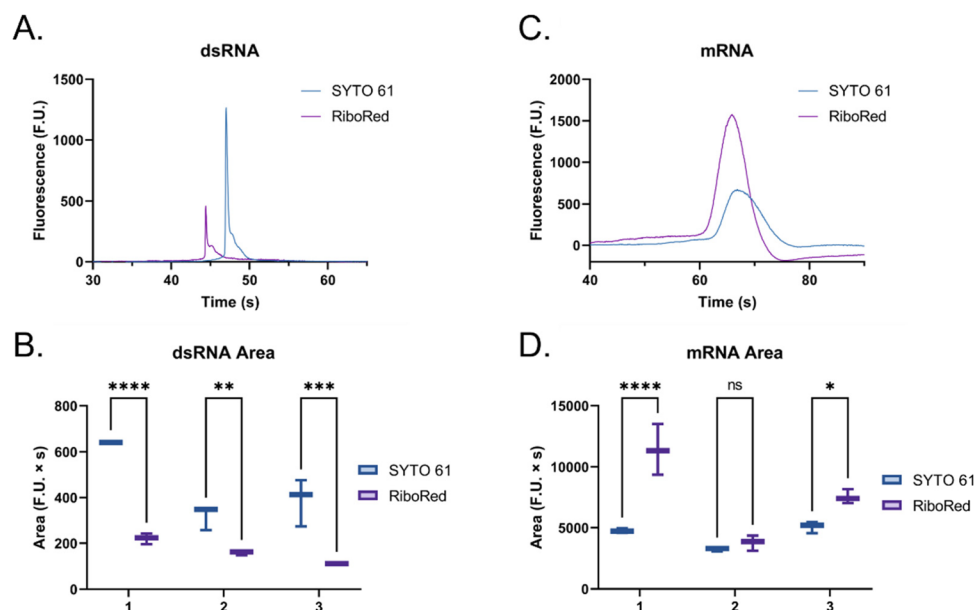 A.
dsRNA
Fluorescence (F.U.)
1500
1000
500
0
30
40
50
60
Time (s)
SYTO 61
RiboRed
C.
mRNA
Fluorescence (F.U.)
2000
1500
1000
500
0
40
60
80
Time (s)
SYTO 61
RiboRed
B.
dsRNA Area
Area (F.U. × s)
800
600
400
200
0
**** ** ***
1
2
3
SYTO 61
RiboRed
D.
mRNA Area
Area (F.U. × s)
15000
10000
5000
0
**** ns *
1
2
3
SYTO 61
RiboRed